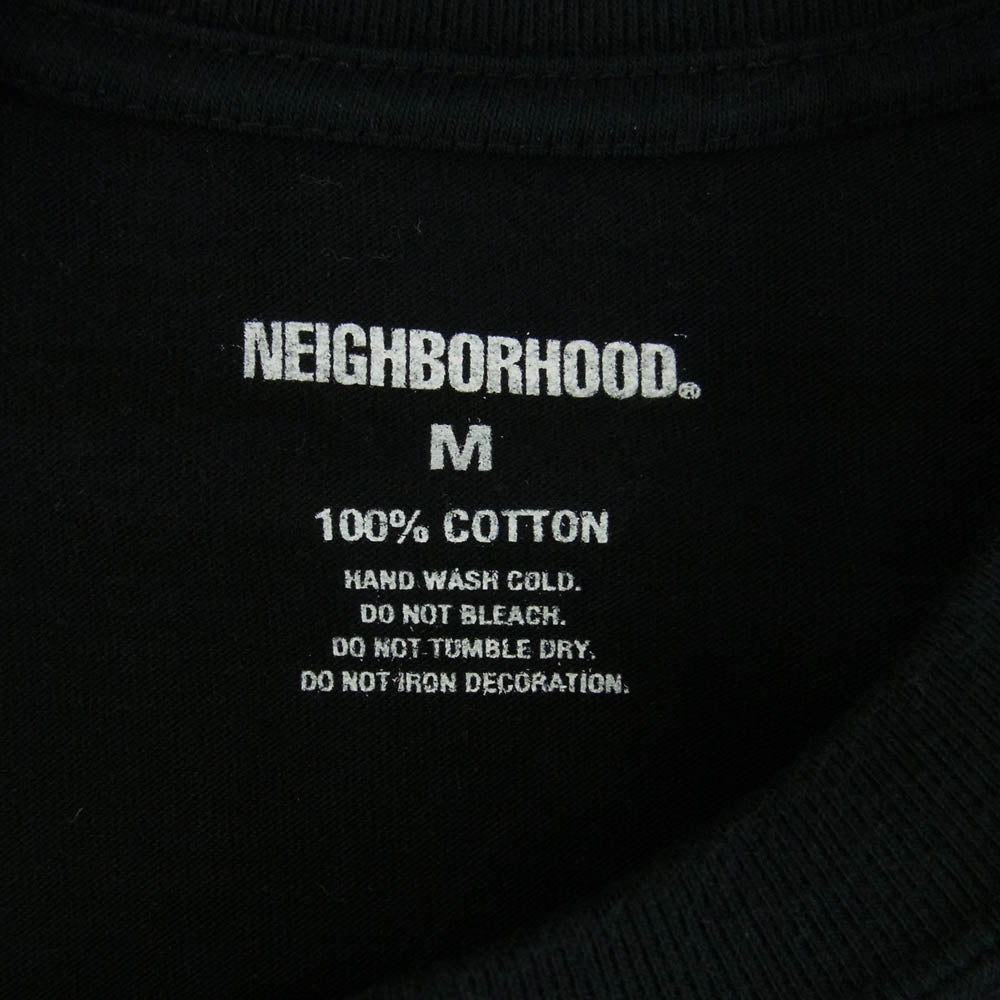 NEIGHBORHOOD®
M
100% COTTON
HAND WASH COLD.
DO NOT BLEACH.
DO NOT TUMBLE DRY.
DO NOT IRON DECORATION.